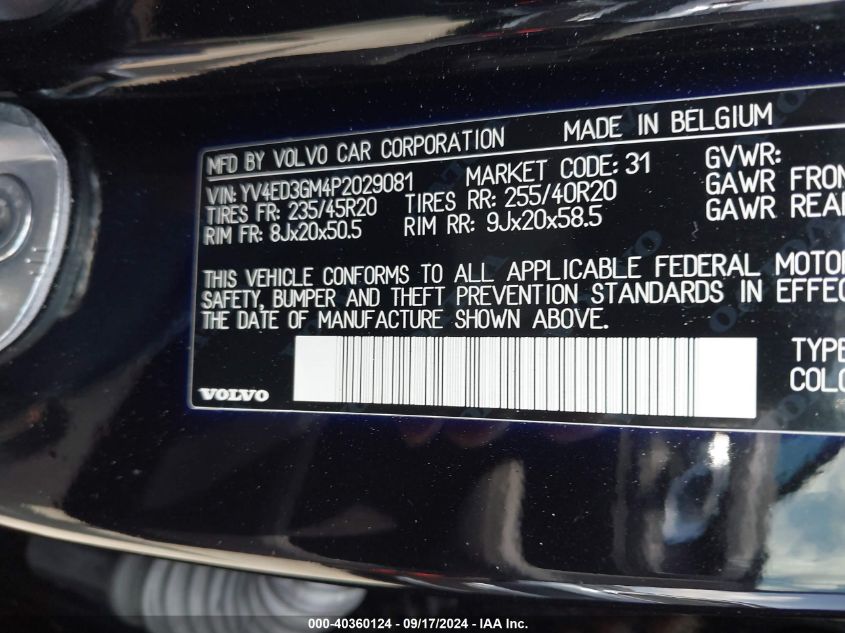 MFD BY VOLVO CAR CORPORATION MADE IN BELGIUM
VIN: YV4ED3GM4P2029081 MARKET CODE: 31 GVWR:
TIRES FR: 235/45R20 TIRES RR: 255/40R20 GAWR FRON
RIM FR: 8Jx20x50.5 RIM RR: 9Jx20x58.5 GAWR REAR
THIS VEHICLE CONFORMS TO ALL APPLICABLE FEDERAL MOTOR
SAFETY, BUMPER AND THEFT PREVENTION STANDARDS IN EFFEC
THE DATE OF MANUFACTURE SHOWN ABOVE.
TYPE
VOLVO COLO
000-40360124 - 09/17/2024 - IAA Inc.